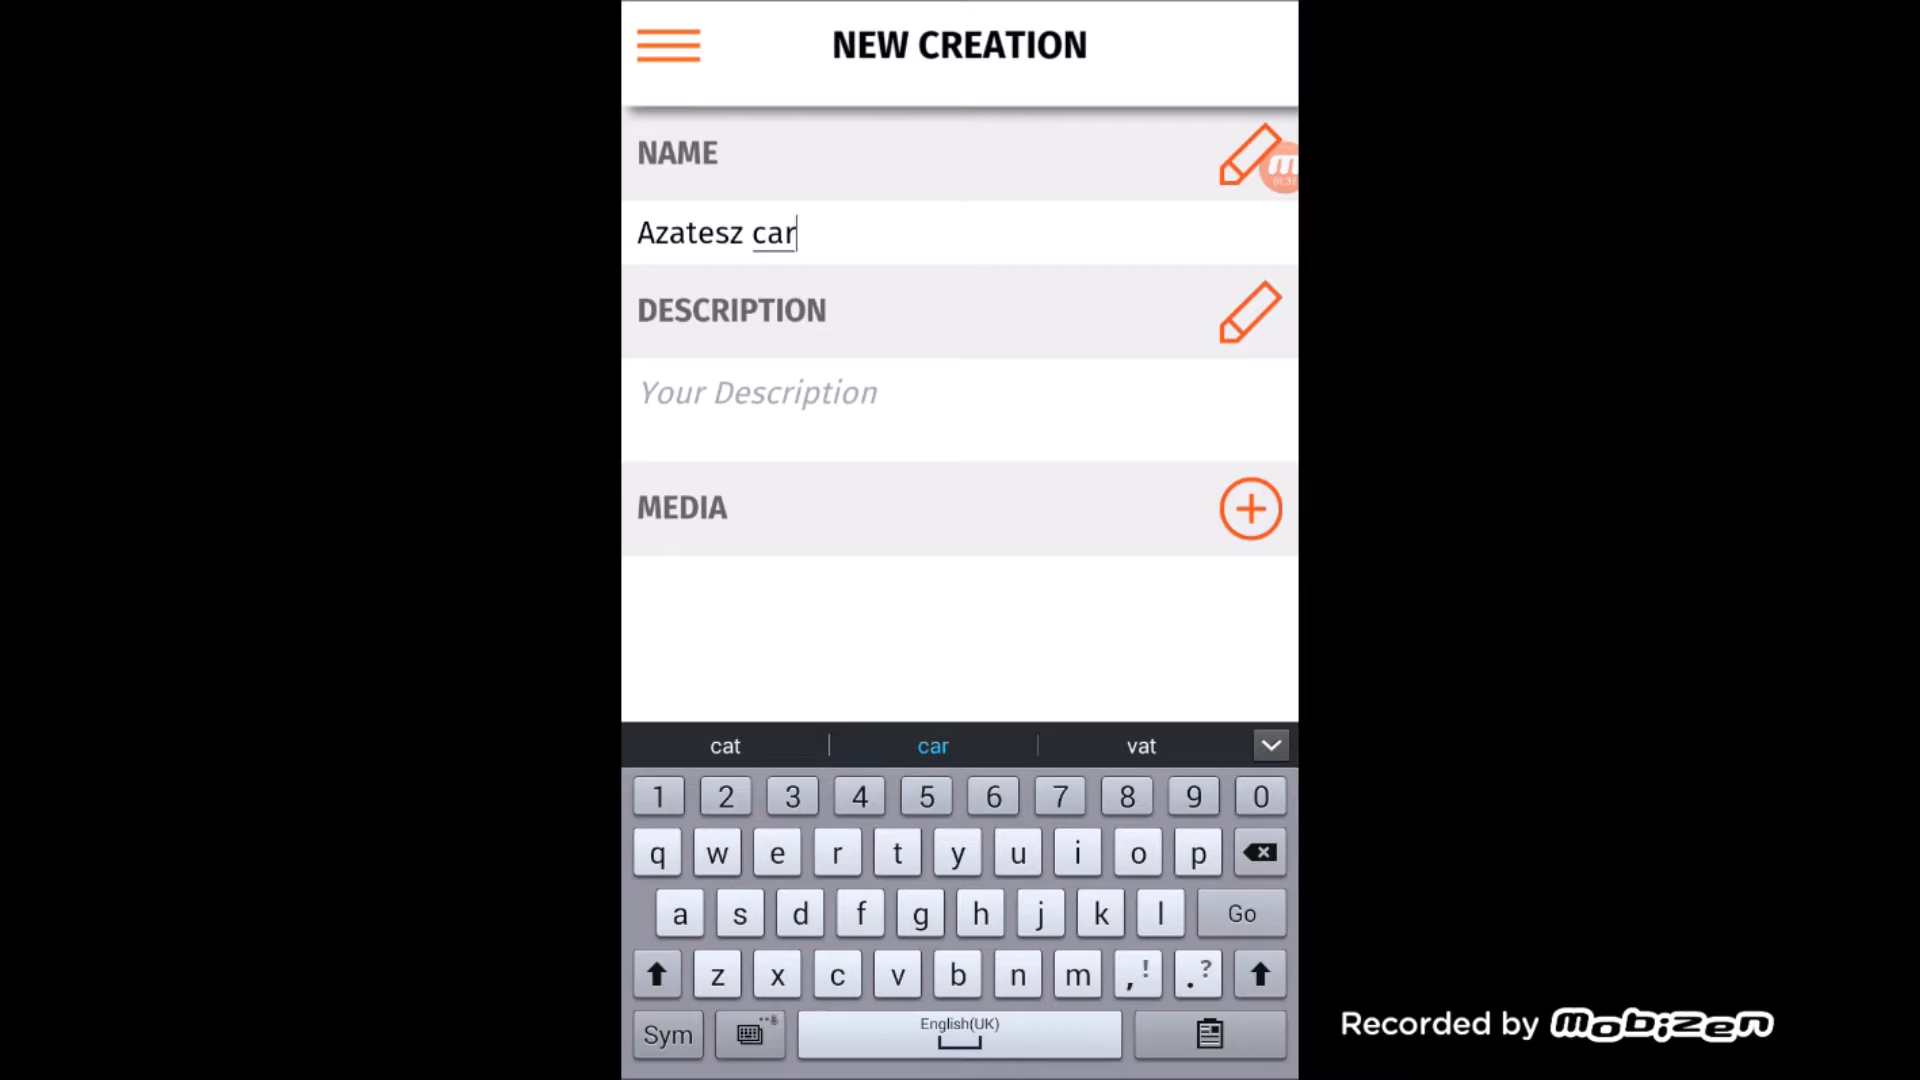 NEW CREATION
NAME
Azatesz car
DESCRIPTION
Your Description
MEDIA
cat car vat
1 2 3 4 5 6 7 8 9 0
q w e r t y u i o p
a s d f g h j k l Go
z x c v b n m ,! .?
Sym English(UK)
Recorded by mobizen